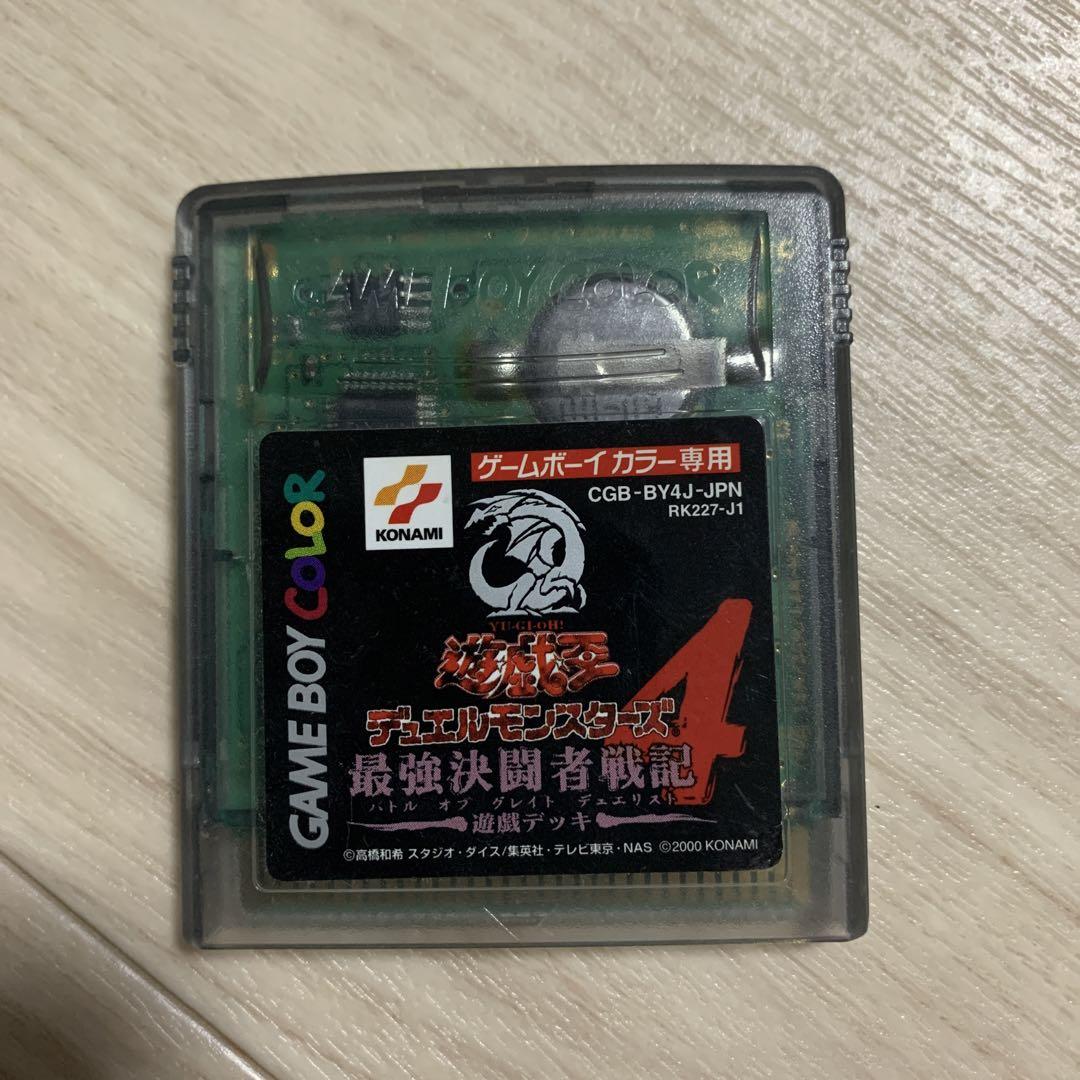 GAME BOY COLOR
GAME BOY COLOR
KONAMI
ゲームボーイ カラー専用
CGB-BY4J-JPN
RK227-J1
YU-GI-OH!
遊戯王
デュエルモンスターズ
4
最強決闘者戦記
バトル オブ グレイト デュエリスト
遊戯デッキ
©高橋和希 スタジオ・ダイス/集英社・テレビ東京・NAS ©2000 KONAMI